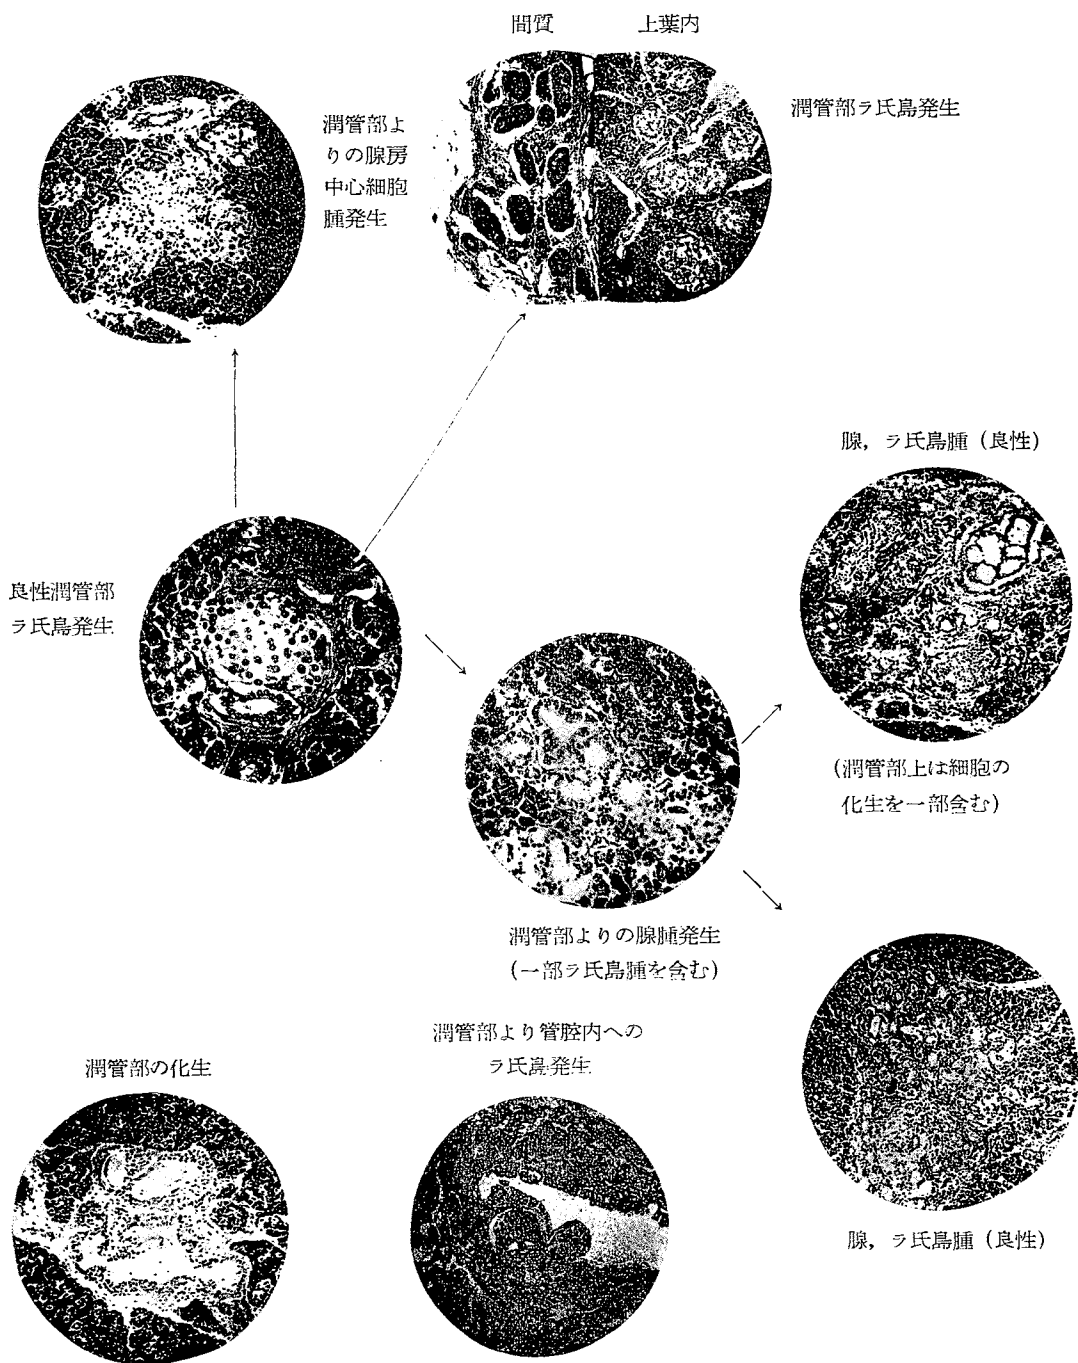 間質
上葉内
潤管部よ
りの腺房
中心細胞
腫発生
潤管部ラ氏島発生
腺，ラ氏島腫（良性）
良性潤管部
ラ氏島発生
(潤管部上は細胞の
化生を一部含む)
潤管部よりの腺腫発生
(一部ラ氏島腫を含む)
潤管部より管腔内への
ラ氏島発生
潤管部の化生
腺，ラ氏島腫（良性）